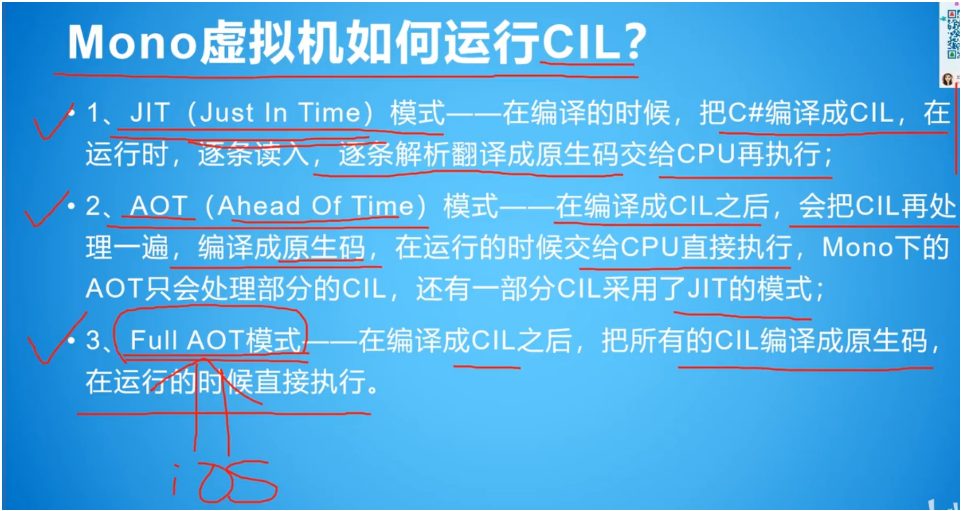 Mono虚拟机如何运行CIL？
• 1、JIT（Just In Time）模式——在编译的时候，把C#编译成CIL，在
运行时，逐条读入，逐条解析翻译成原生码交给CPU再执行；
• 2、AOT（Ahead Of Time）模式——在编译成CIL之后，会把CIL再处
理一遍，编译成原生码，在运行的时候交给CPU直接执行，Mono下的
AOT只会处理部分的CIL，还有一部分CIL采用了JIT的模式；
• 3、Full AOT模式——在编译成CIL之后，把所有的CIL编译成原生码，
在运行的时候直接执行。
iOS